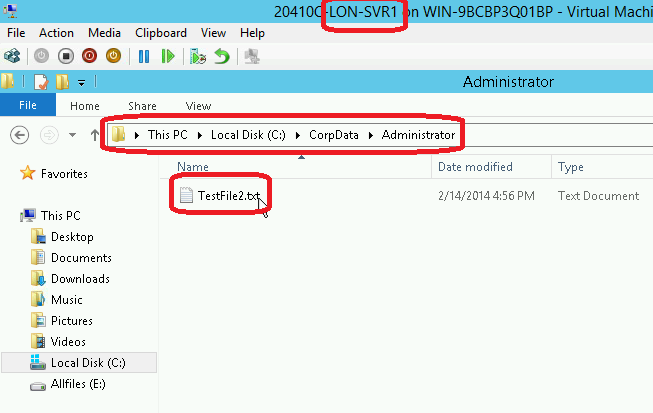 20410C-LON-SVR1 on WIN-9BCBP3Q01BP - Virtual Machi
File Action Media Clipboard View Help
Administrator
File Home Share View
This PC Local Disk (C:) CorpData Administrator
Name Date modified Type
Favorites
TestFile2.txt 2/14/2014 4:56 PM Text Document
This PC
Desktop
Documents
Downloads
Music
Pictures
Videos
Local Disk (C:)
Allfiles (E:)